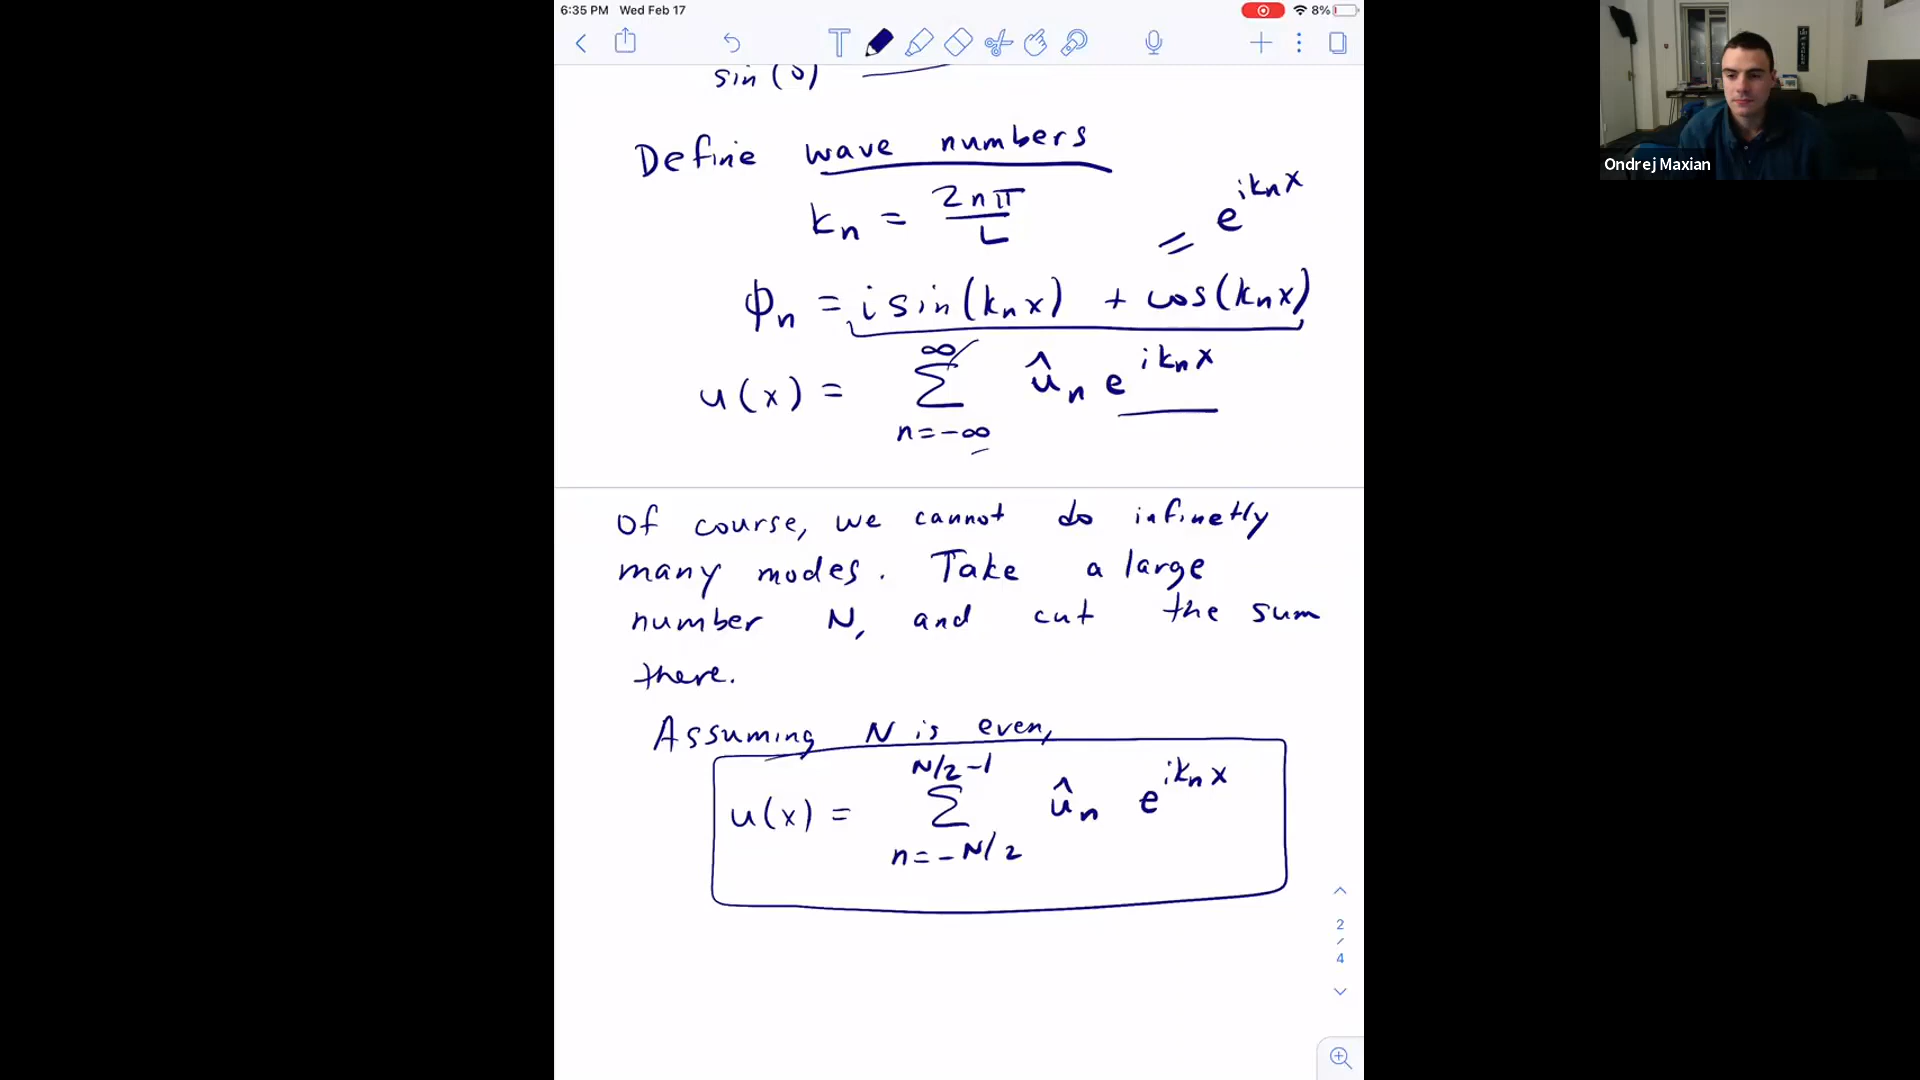 6:35 PM Wed Feb 17
8%
sin (0)
Define wave numbers
k_n = 2nπ/L
= e^{ik_n x}
ϕ_n = i sin(k_n x) + cos(k_n x)
u(x) = ∑_{n=-∞}^{∞} û_n e^{ik_n x}
Of course, we cannot do infinetly
many modes. Take a large
number N, and cut the sum
there.
Assuming N is even,
u(x) = ∑_{n=-N/2}^{N/2-1} û_n e^{ik_n x}
2
/
4
Ondrej Maxian